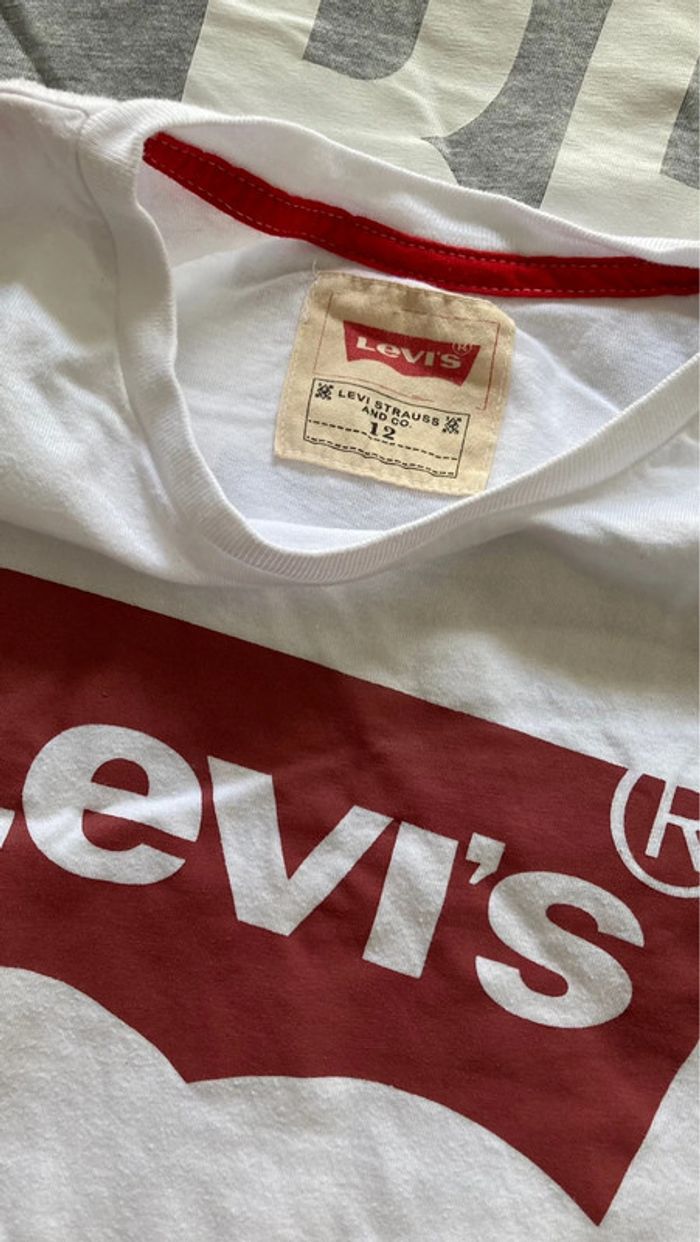 LEVI'S
®
LEVI STRAUSS
AND CO.
12
Levi's
®